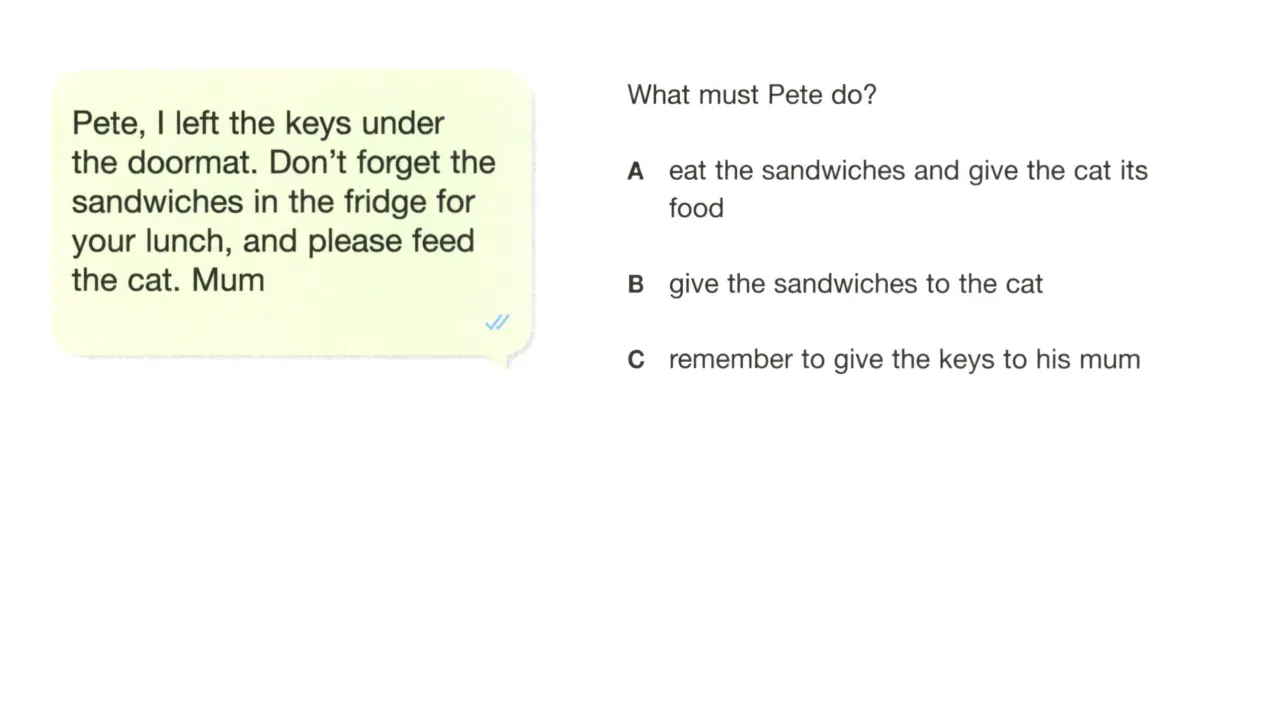 Pete, I left the keys under
the doormat. Don't forget the
sandwiches in the fridge for
your lunch, and please feed
the cat. Mum
What must Pete do?
A eat the sandwiches and give the cat its
food
B give the sandwiches to the cat
C remember to give the keys to his mum